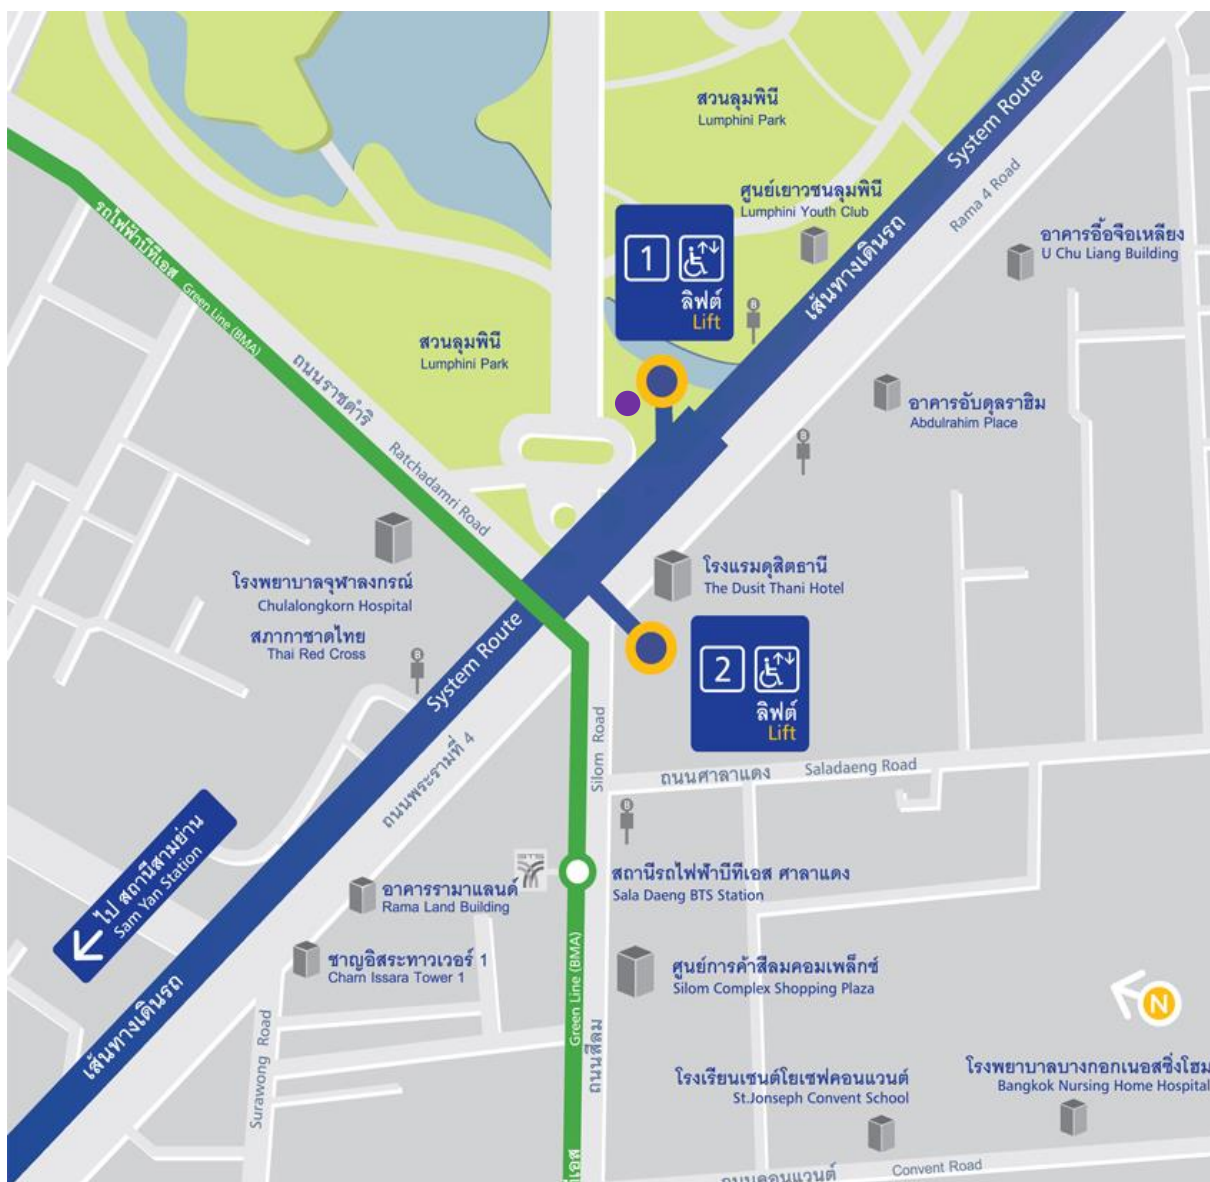 สวนลุมพินี
Lumphini Park
System Route
Rama 4 Road
ศูนย์เยาวชนลุมพินี
Lumphini Youth Club
เส้นทางเดินรถ
อาคารอื้อจือเหลียง
U Chu Liang Building
1
ลิฟต์
Lift
B
รถไฟฟ้าบีทีเอส
Green Line (BMA)
สวนลุมพินี
Lumphini Park
ถนนราชดำริ
Ratchadamri Road
อาคารอับดุลราฮิม
Abdulrahim Place
B
โรงพยาบาลจุฬาลงกรณ์
Chulalongkorn Hospital
สภากาชาดไทย
Thai Red Cross
B
โรงแรมดุสิตธานี
The Dusit Thani Hotel
2
ลิฟต์
Lift
System Route
ถนนพระรามที่ 4
Silom Road
ถนนศาลาแดง
Saladaeng Road
B
BTS
สถานีรถไฟฟ้าบีทีเอส ศาลาแดง
Sala Daeng BTS Station
ไป สถานีสามย่าน
Sam Yan Station
อาคารรามาแลนด์
Rama Land Building
ชาญอิสระทาวเวอร์ 1
Charn Issara Tower 1
เส้นทางเดินรถ
Surawong Road
Green Line (BMA)
ถนนสีลม
ศูนย์การค้าสีลมคอมเพล็กซ์
Silom Complex Shopping Plaza
N
โรงเรียนเซนต์โยเซฟคอนแวนต์
St.Jonseph Convent School
โรงพยาบาลบางกอกเนอสซิ่งโฮม
Bangkok Nursing Home Hospital
ถนนคอนแวนต์
Convent Road